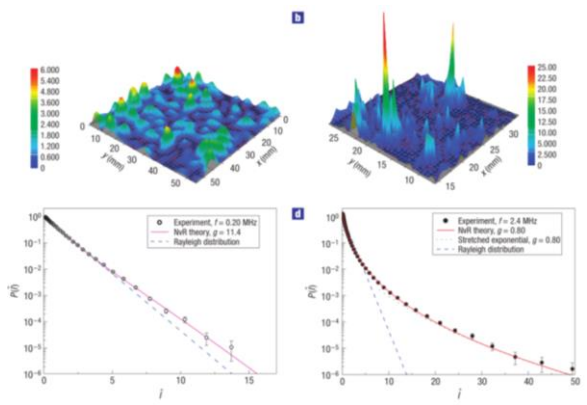 b
6.000
5.400
4.800
3.600
3.000
2.400
1.800
1.200
0.600
0
0
10
20
30
40
50
y (mm)
50
40
30
20
10
0
x (mm)
25.00
22.50
20.00
17.50
15.00
12.50
10.00
7.500
5.000
2.500
0
25
20
15
10
y (mm)
15
20
25
30
x (mm)
10⁰
10⁻¹
10⁻²
10⁻³
10⁻⁴
10⁻⁵
10⁻⁶
P(Î)
Experiment, f = 0.20 MHz
NvR theory, g = 11.4
Rayleigh distribution
0 5 10 15
Î
d
10⁰
10⁻¹
10⁻²
10⁻³
10⁻⁴
10⁻⁵
10⁻⁶
P(Î)
Experiment, f = 2.4 MHz
NvR theory, g = 0.80
Stretched exponential, g = 0.80
Rayleigh distribution
0 10 20 30 40 50
Î